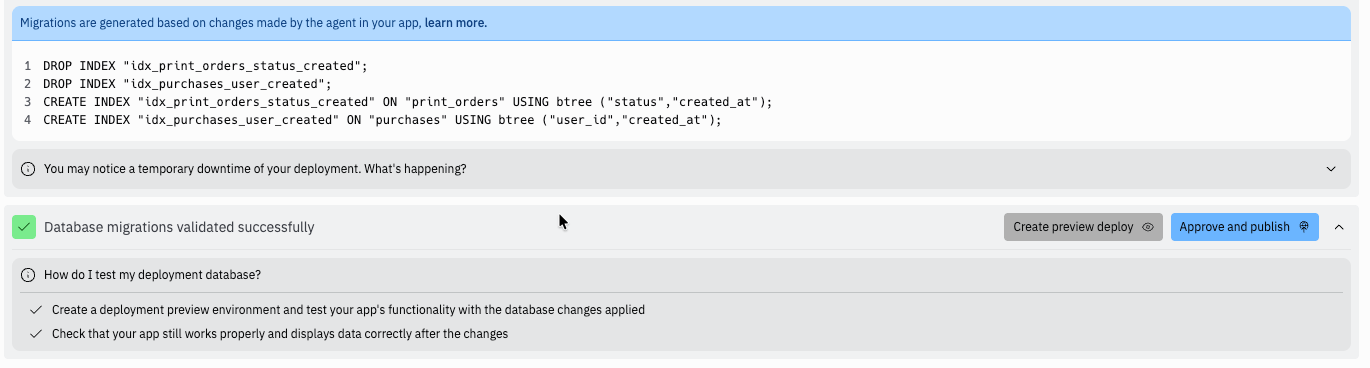 Migrations are generated based on changes made by the agent in your app, learn more.
1 DROP INDEX "idx_print_orders_status_created";
2 DROP INDEX "idx_purchases_user_created";
3 CREATE INDEX "idx_print_orders_status_created" ON "print_orders" USING btree ("status","created_at");
4 CREATE INDEX "idx_purchases_user_created" ON "purchases" USING btree ("user_id","created_at");
You may notice a temporary downtime of your deployment. What's happening?
Database migrations validated successfully
Create preview deploy
Approve and publish
How do I test my deployment database?
Create a deployment preview environment and test your app's functionality with the database changes applied
Check that your app still works properly and displays data correctly after the changes